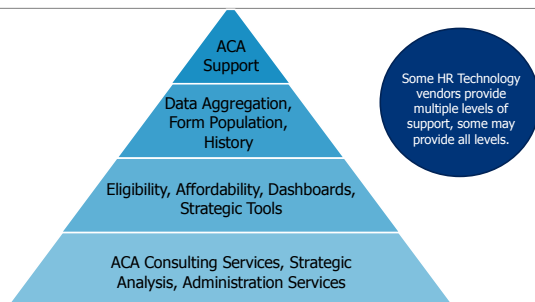 ACA
Support
Data Aggregation,
Form Population,
History
Eligibility, Affordability, Dashboards,
Strategic Tools
ACA Consulting Services, Strategic
Analysis, Administration Services
Some HR Technology
vendors provide
multiple levels of
support, some may
provide all levels.